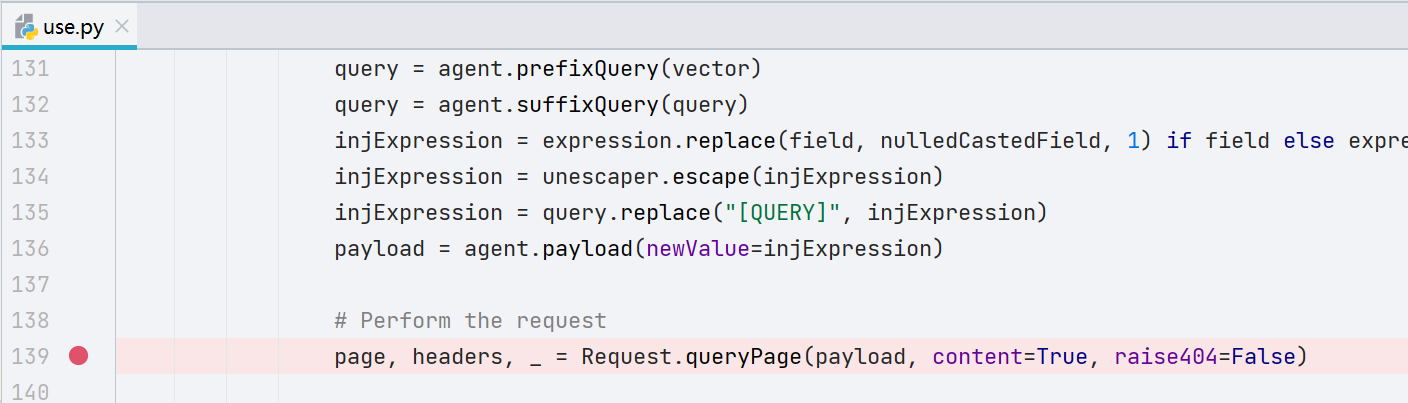 use.py
131 query = agent.prefixQuery(vector)
132 query = agent.suffixQuery(query)
133 injExpression = expression.replace(field, nulledCastedField, 1) if field else expre
134 injExpression = unescaper.escape(injExpression)
135 injExpression = query.replace("[QUERY]", injExpression)
136 payload = agent.payload(newValue=injExpression)
137
138 # Perform the request
139 page, headers, _ = Request.queryPage(payload, content=True, raise404=False)
140